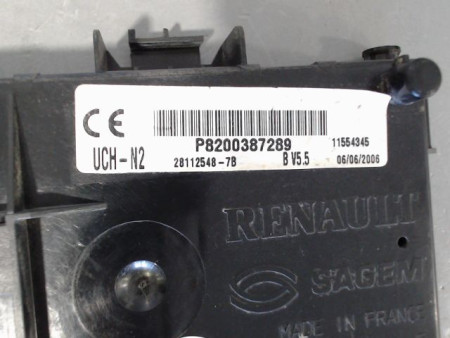 CE
P8200387289
11554345
UCH-N2
28112548-7B
B V5.5
06/06/2006
RENAULT
SAGEM
MADE IN FRANCE